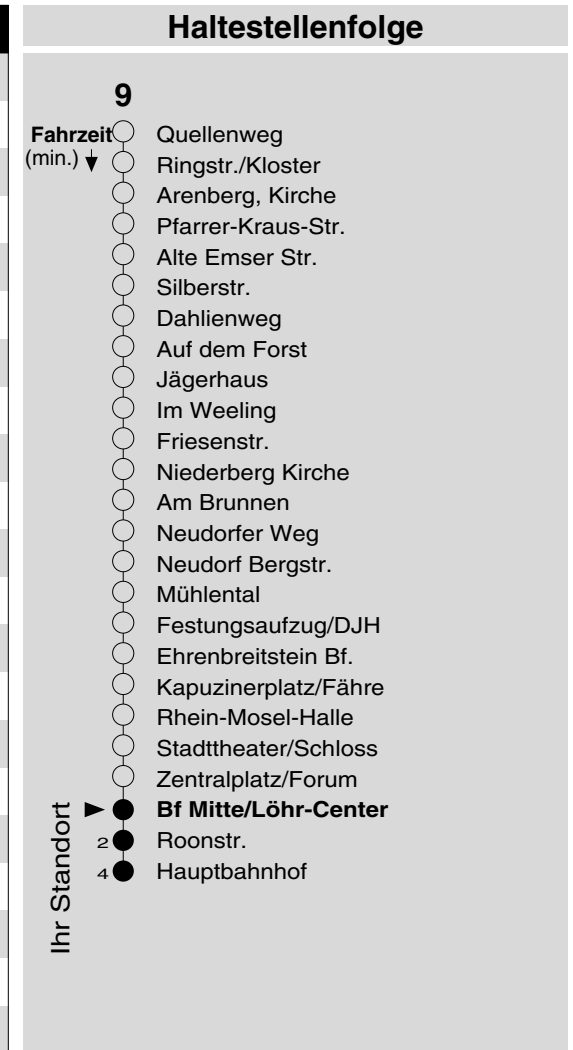 Haltestellenfolge
9
Fahrzeit
(min.)
Quellenweg
Ringstr./Kloster
Arenberg, Kirche
Pfarrer-Kraus-Str.
Alte Emser Str.
Silberstr.
Dahlienweg
Auf dem Forst
Jägerhaus
Im Weeling
Friesenstr.
Niederberg Kirche
Am Brunnen
Neudorfer Weg
Neudorf Bergstr.
Mühlental
Festungsaufzug/DJH
Ehrenbreitstein Bf.
Kapuzinerplatz/Fähre
Rhein-Mosel-Halle
Stadttheater/Schloss
Zentralplatz/Forum
Bf Mitte/Löhr-Center
2 Roonstr.
4 Hauptbahnhof
Ihr Standort